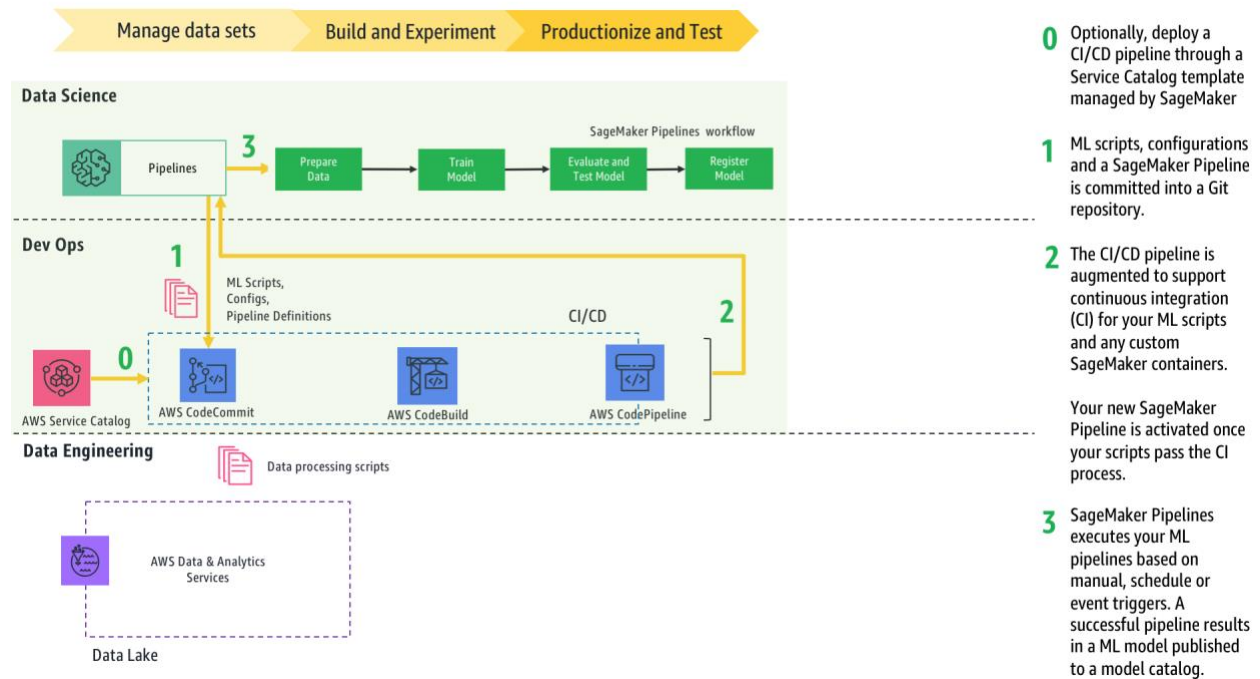 Manage data sets
Build and Experiment
Productionize and Test
Data Science
SageMaker Pipelines workflow
3
Pipelines
Prepare
Data
Train
Model
Evaluate and
Test Model
Register
Model
Dev Ops
1
ML Scripts,
Configs,
Pipeline Definitions
CI/CD
2
0
AWS Service Catalog
AWS CodeCommit
AWS CodeBuild
AWS CodePipeline
Data Engineering
Data processing scripts
AWS Data & Analytics
Services
Data Lake
0
Optionally, deploy a
CI/CD pipeline through a
Service Catalog template
managed by SageMaker
1
ML scripts, configurations
and a SageMaker Pipeline
is committed into a Git
repository.
2
The CI/CD pipeline is
augmented to support
continuous integration
(CI) for your ML scripts
and any custom
SageMaker containers.
Your new SageMaker
Pipeline is activated once
your scripts pass the CI
process.
3
SageMaker Pipelines
executes your ML
pipelines based on
manual, schedule or
event triggers. A
successful pipeline results
in a ML model published
to a model catalog.